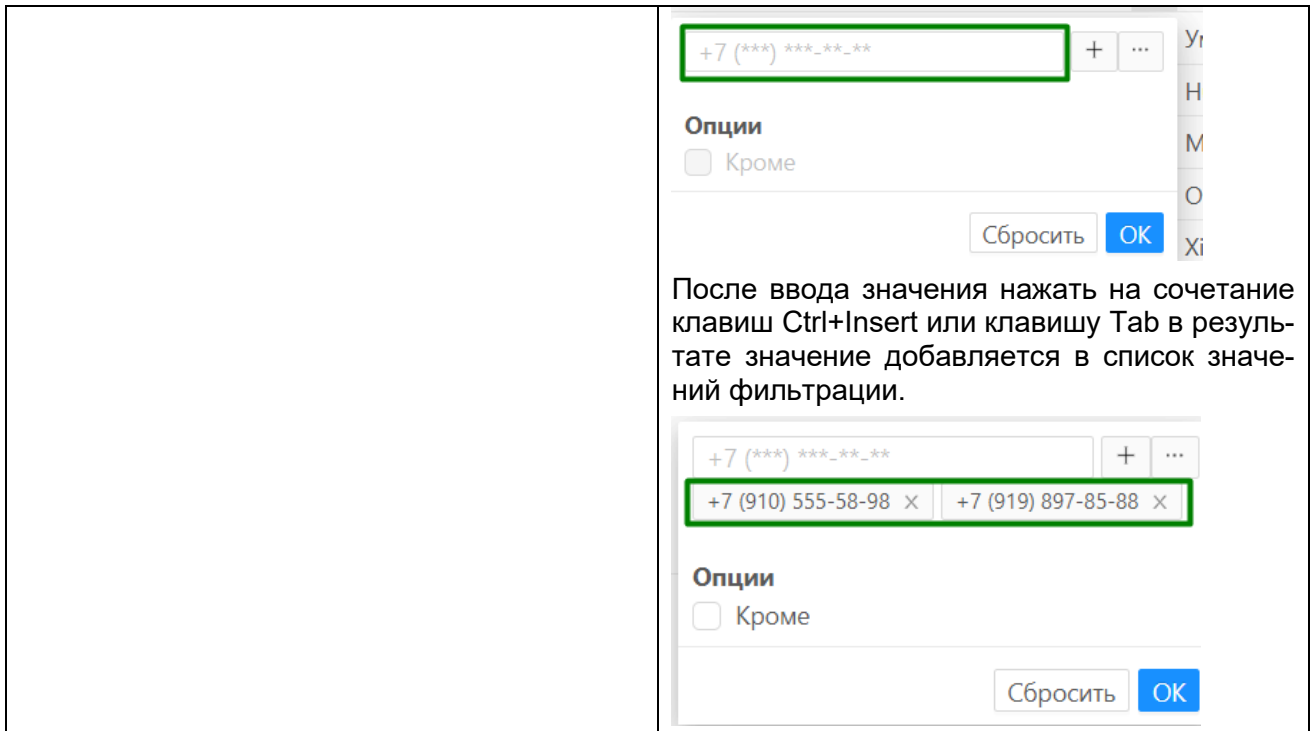 +7 (***) ***-**-**
+
...
Опции
Кроме
Сбросить
OK
Н
М
О
Xi
После ввода значения нажать на сочетание
клавиш Ctrl+Insert или клавишу Tab в резуль-
тате значение добавляется в список значе-
ний фильтрации.
+7 (***) ***-**-**
+
...
+7 (910) 555-58-98 ×
+7 (919) 897-85-88 ×
Опции
Кроме
Сбросить
OK